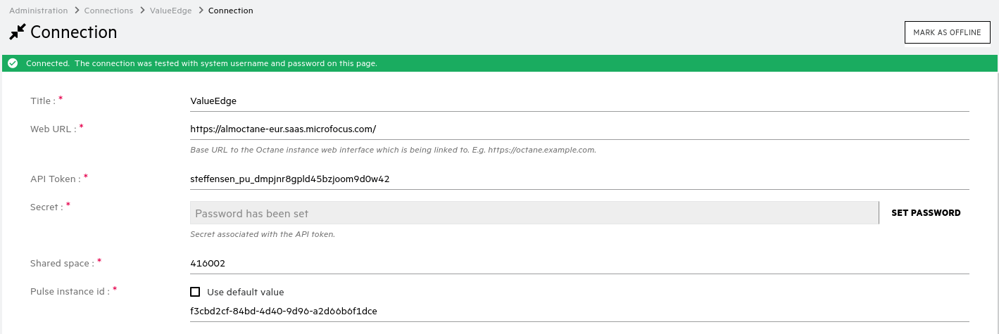 Administration > Connections > ValueEdge > Connection
Connection
MARK AS OFFLINE
Connected. The connection was tested with system username and password on this page.
Title : * ValueEdge
Web URL : * https://almoctane-eur.saas.microfocus.com/
Base URL to the Octane instance web interface which is being linked to. E.g. https://octane.example.com.
API Token : * steffensen_pu_dmpjnr8gpld45bzjoom9d0w42
Secret : * Password has been set SET PASSWORD
Secret associated with the API token.
Shared space : * 416002
Pulse instance id : * Use default value
f3cbd2cf-84bd-4d40-9d96-a2d66b6f1dce